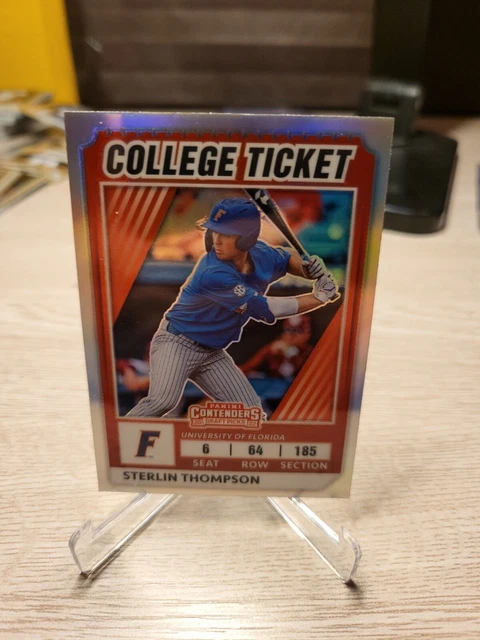 COLLEGE TICKET
F
PANINI
CONTENDERS
DRAFT PICKS
UNIVERSITY OF FLORIDA
F
6 | 64 | 185
SEAT ROW SECTION
STERLIN THOMPSON